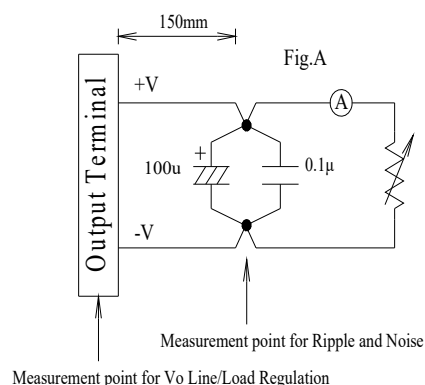 150mm
Fig.A
+V
A
Output Terminal
+
100u
0.1μ
-V
Measurement point for Ripple and Noise
Measurement point for Vo Line/Load Regulation